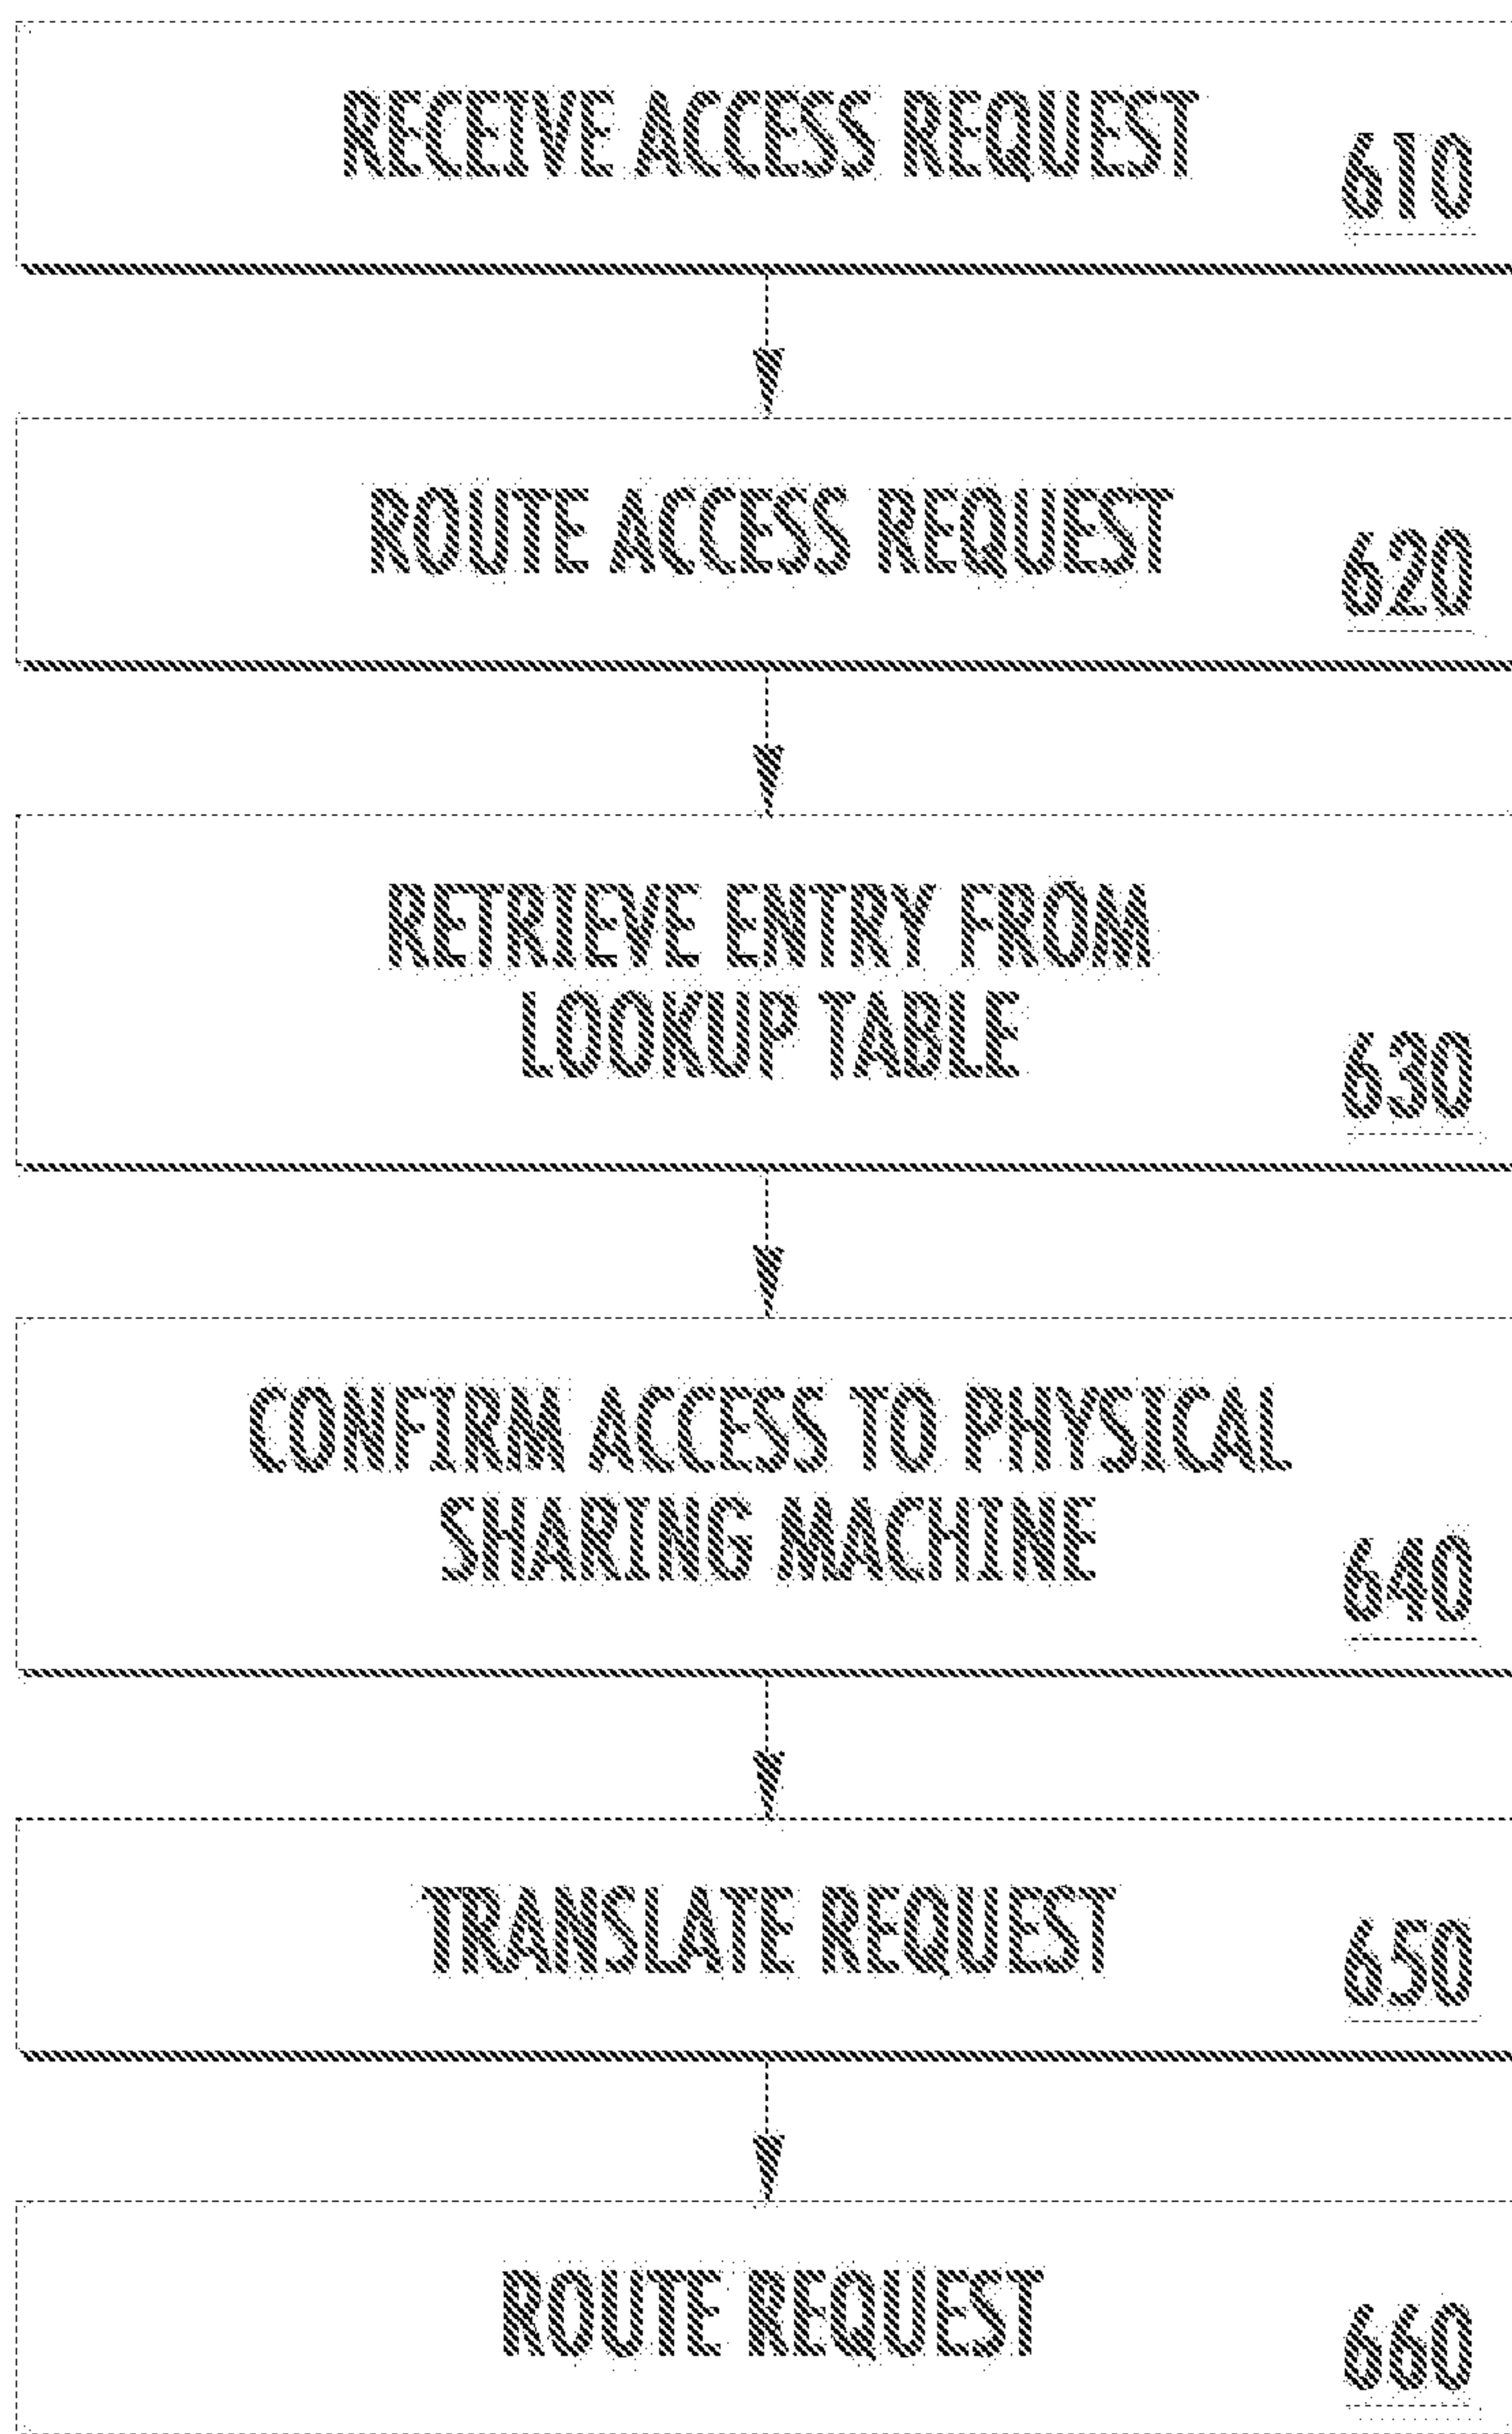 RECEIVE ACCESS REQUEST
610
ROUTE ACCESS REQUEST
620
RETRIEVE ENTRY FROM
LOOKUP TABLE
630
CONFIRM ACCESS TO PHYSICAL
SHARING MACHINE
640
TRANSLATE REQUEST
650
ROUTE REQUEST
660